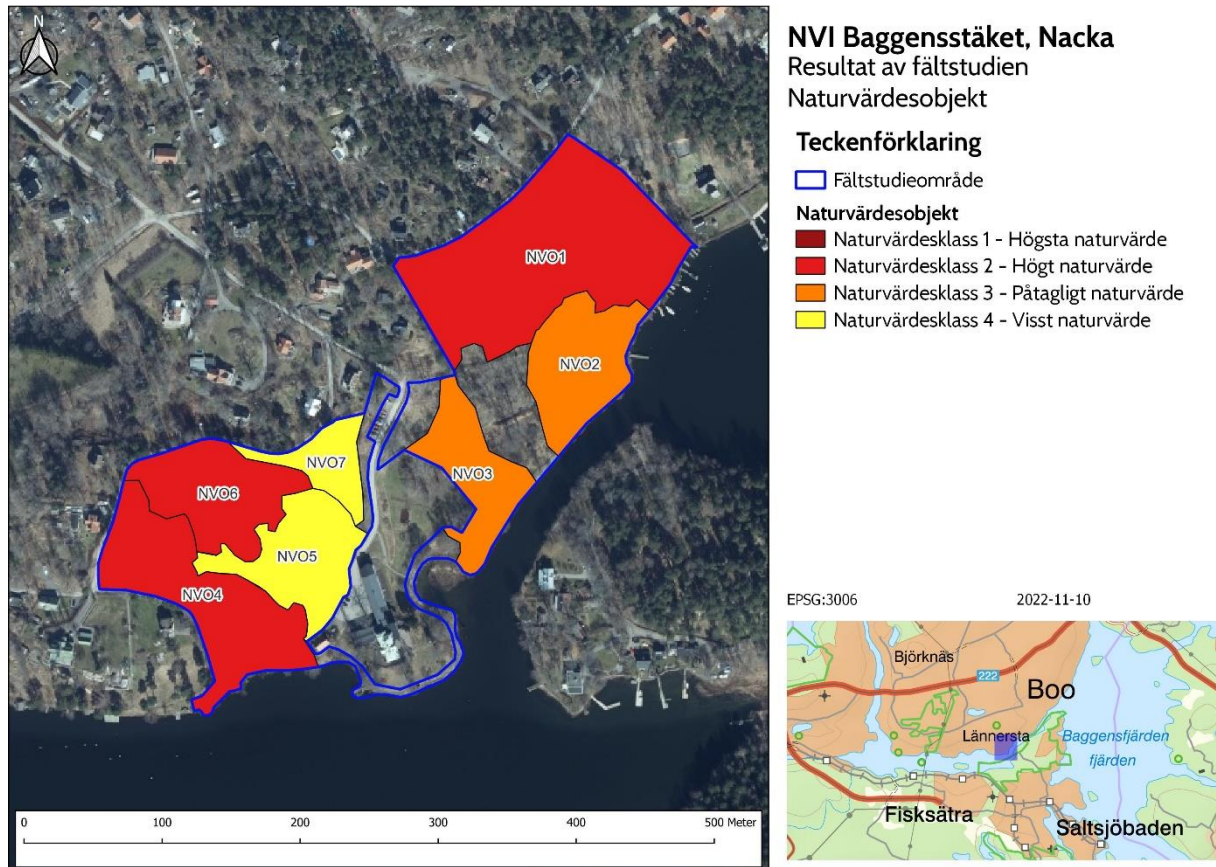 N
NVO1
NVO2
NVO3
NVO7
NVO6
NVO5
NVO4
0 100 200 300 400 500 Meter
NVI Baggensstäket, Nacka
Resultat av fältstudien
Naturvärdesobjekt
Teckenförklaring
Fältstudieområde
Naturvärdesobjekt
Naturvärdesklass 1 - Högsta naturvärde
Naturvärdesklass 2 - Högt naturvärde
Naturvärdesklass 3 - Påtagligt naturvärde
Naturvärdesklass 4 - Visst naturvärde
EPSG:3006 2022-11-10
Björknäs
222
Boo
Lännersta
Baggensfjärden
fjärden
Fisksätra
Saltsjöbaden